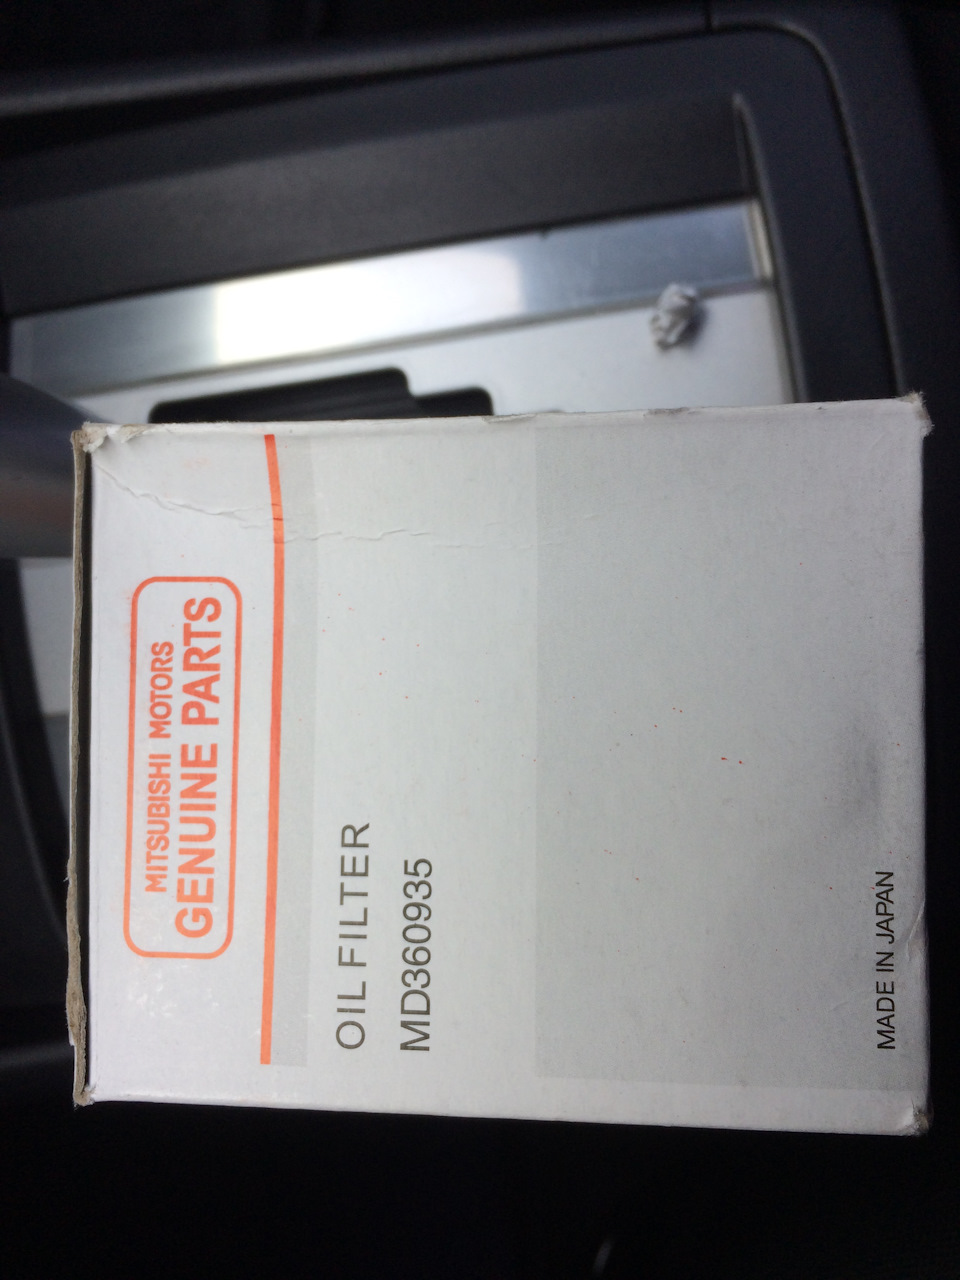 MITSUBISHI MOTORS
GENUINE PARTS
OIL FILTER
MD360935
MADE IN JAPAN